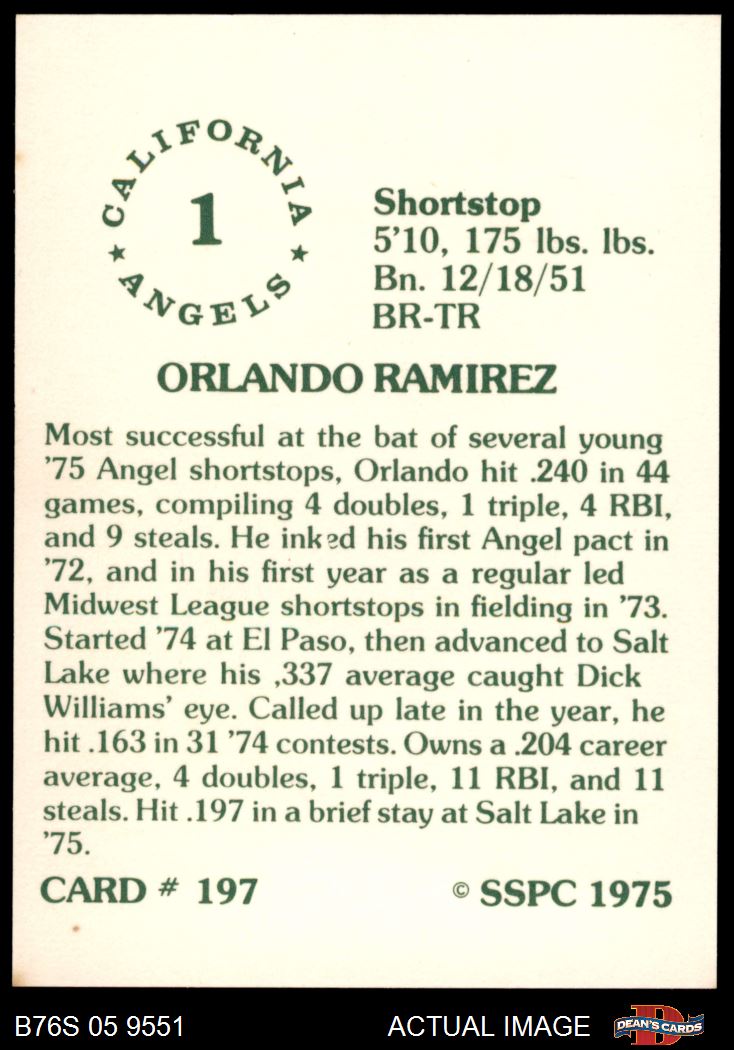 CALIFORNIA
1
★ ANGELS ★
Shortstop
5'10, 175 lbs. lbs.
Bn. 12/18/51
BR-TR
ORLANDO RAMIREZ
Most successful at the bat of several young
'75 Angel shortstops, Orlando hit .240 in 44
games, compiling 4 doubles, 1 triple, 4 RBI,
and 9 steals. He inked his first Angel pact in
'72, and in his first year as a regular led
Midwest League shortstops in fielding in '73.
Started '74 at El Paso, then advanced to Salt
Lake where his ,337 average caught Dick
Williams' eye. Called up late in the year, he
hit .163 in 31 '74 contests. Owns a .204 career
average, 4 doubles, 1 triple, 11 RBI, and 11
steals. Hit .197 in a brief stay at Salt Lake in
'75.
CARD # 197 © SSPC 1975
B76S 05 9551 ACTUAL IMAGE D DEAN'S CARDS